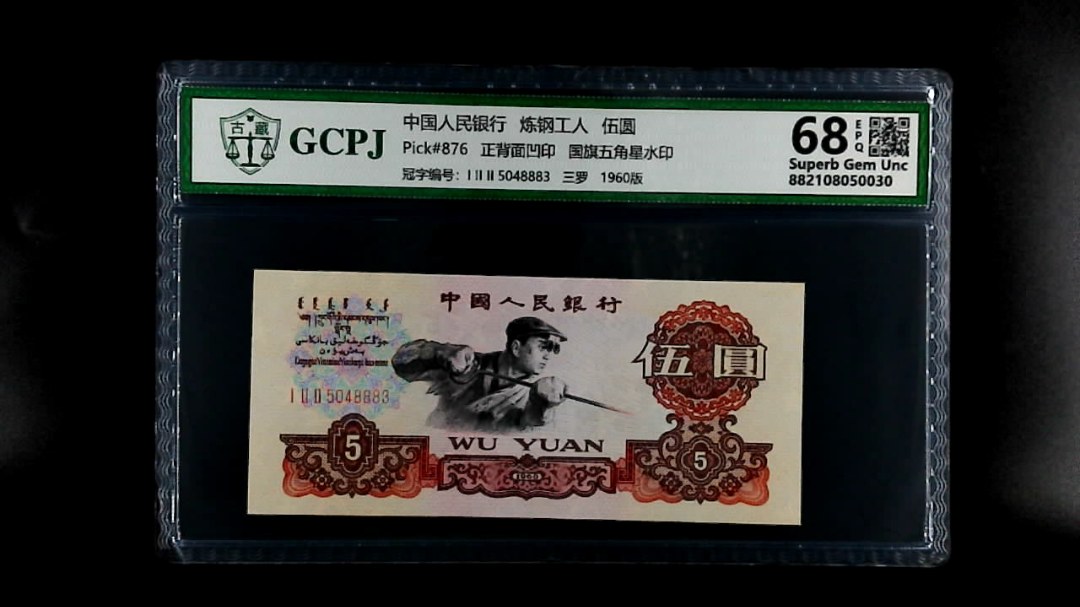 古藏
GCPJ
中国人民银行 炼钢工人 伍圆
Pick#876 正背面凹印 国旗五角星水印
冠字编号: I II II 5048883 三罗 1960版
68 EPQ
Superb Gem Unc
882108050030
中國人民銀行
伍圓
I II II 5048883
WU YUAN
5
1960
5